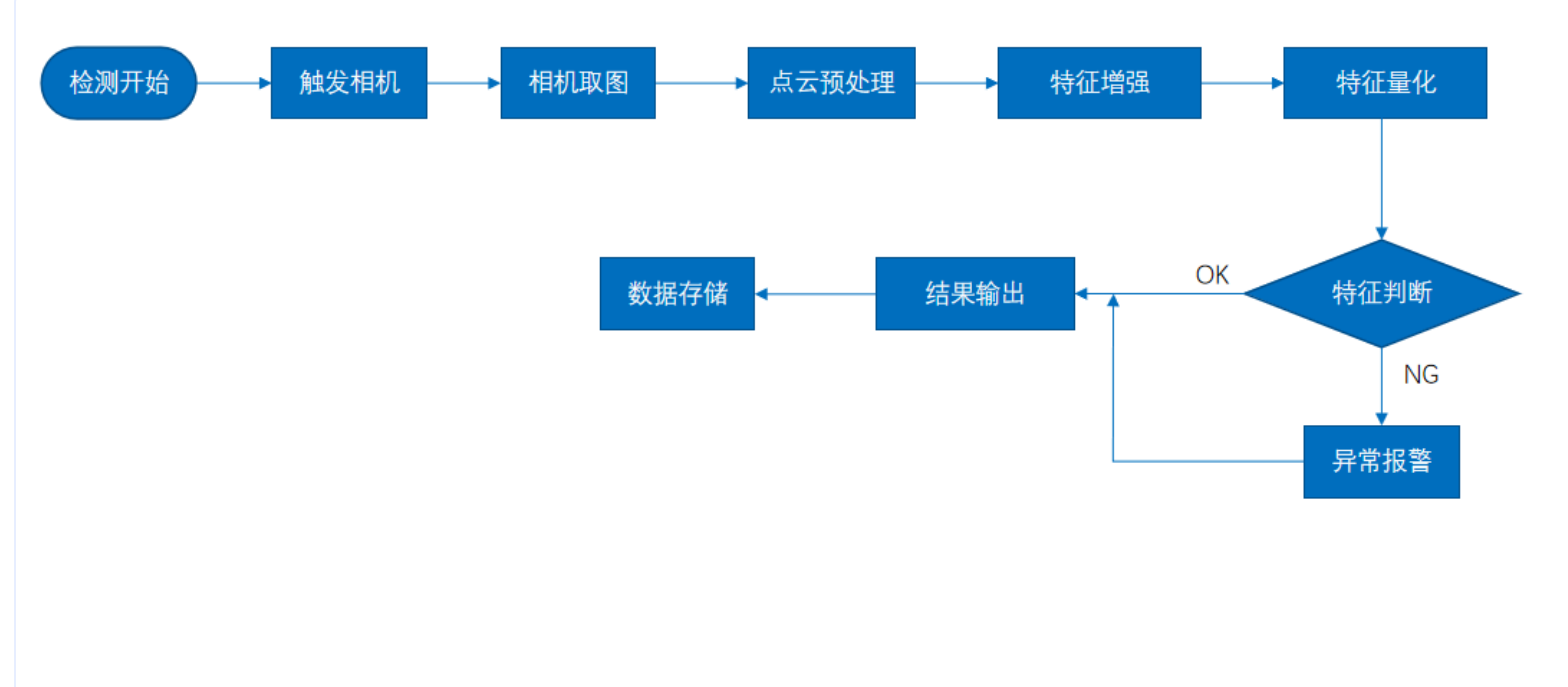 检测开始
触发相机
相机取图
点云预处理
特征增强
特征量化
数据存储
结果输出
OK
特征判断
NG
异常报警